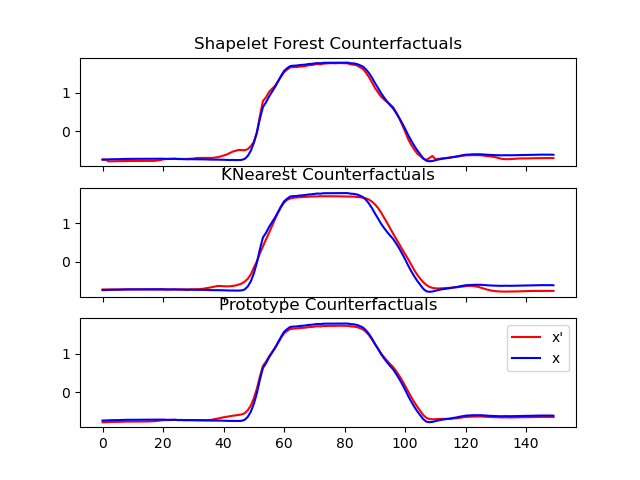 Shapelet Forest Counterfactuals
1
0
KNearest Counterfactuals
1
0
Prototype Counterfactuals
x'
x
1
0
0 20 40 60 80 100 120 140